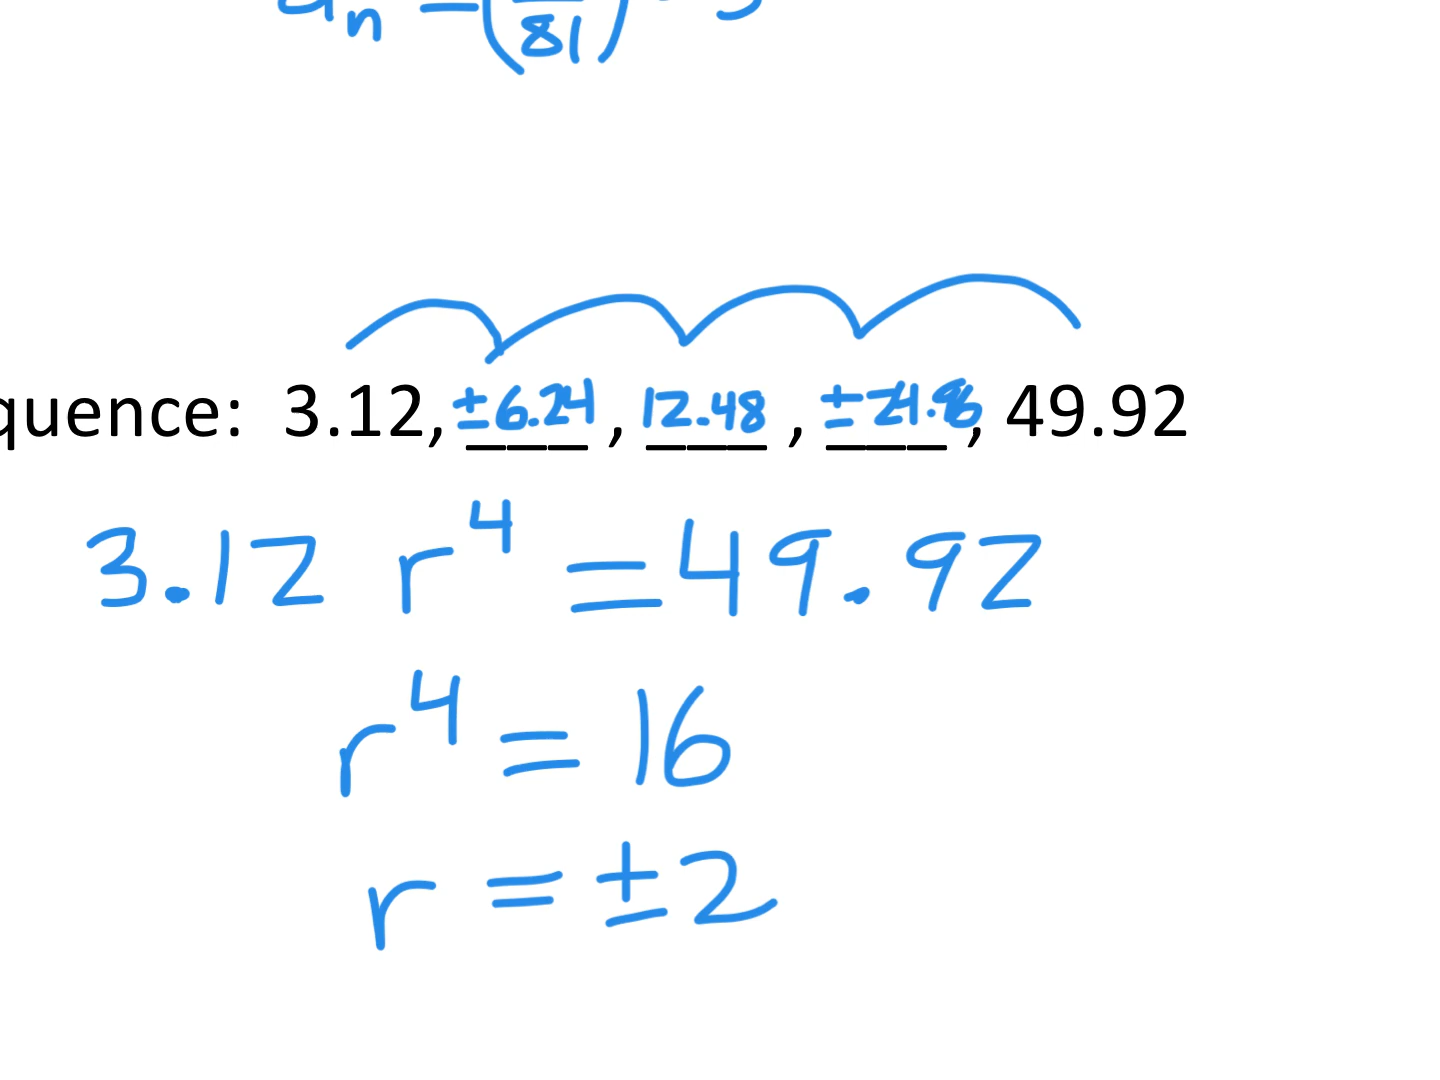 n = ( 81 )
quence: 3.12, ±6.24 , 12.48 , ±24.96 , 49.92
3.12 r⁴ = 49.92
r⁴ = 16
r = ±2